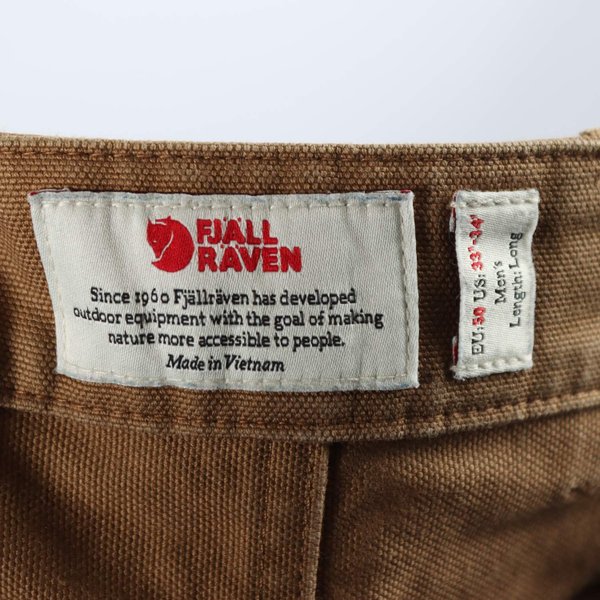 FJÄLL
RÄVEN
Since 1960 Fjällräven has developed
outdoor equipment with the goal of making
nature more accessible to people.
Made in Vietnam
EU: 50 US: 33"-34"
Men's
Length: Long